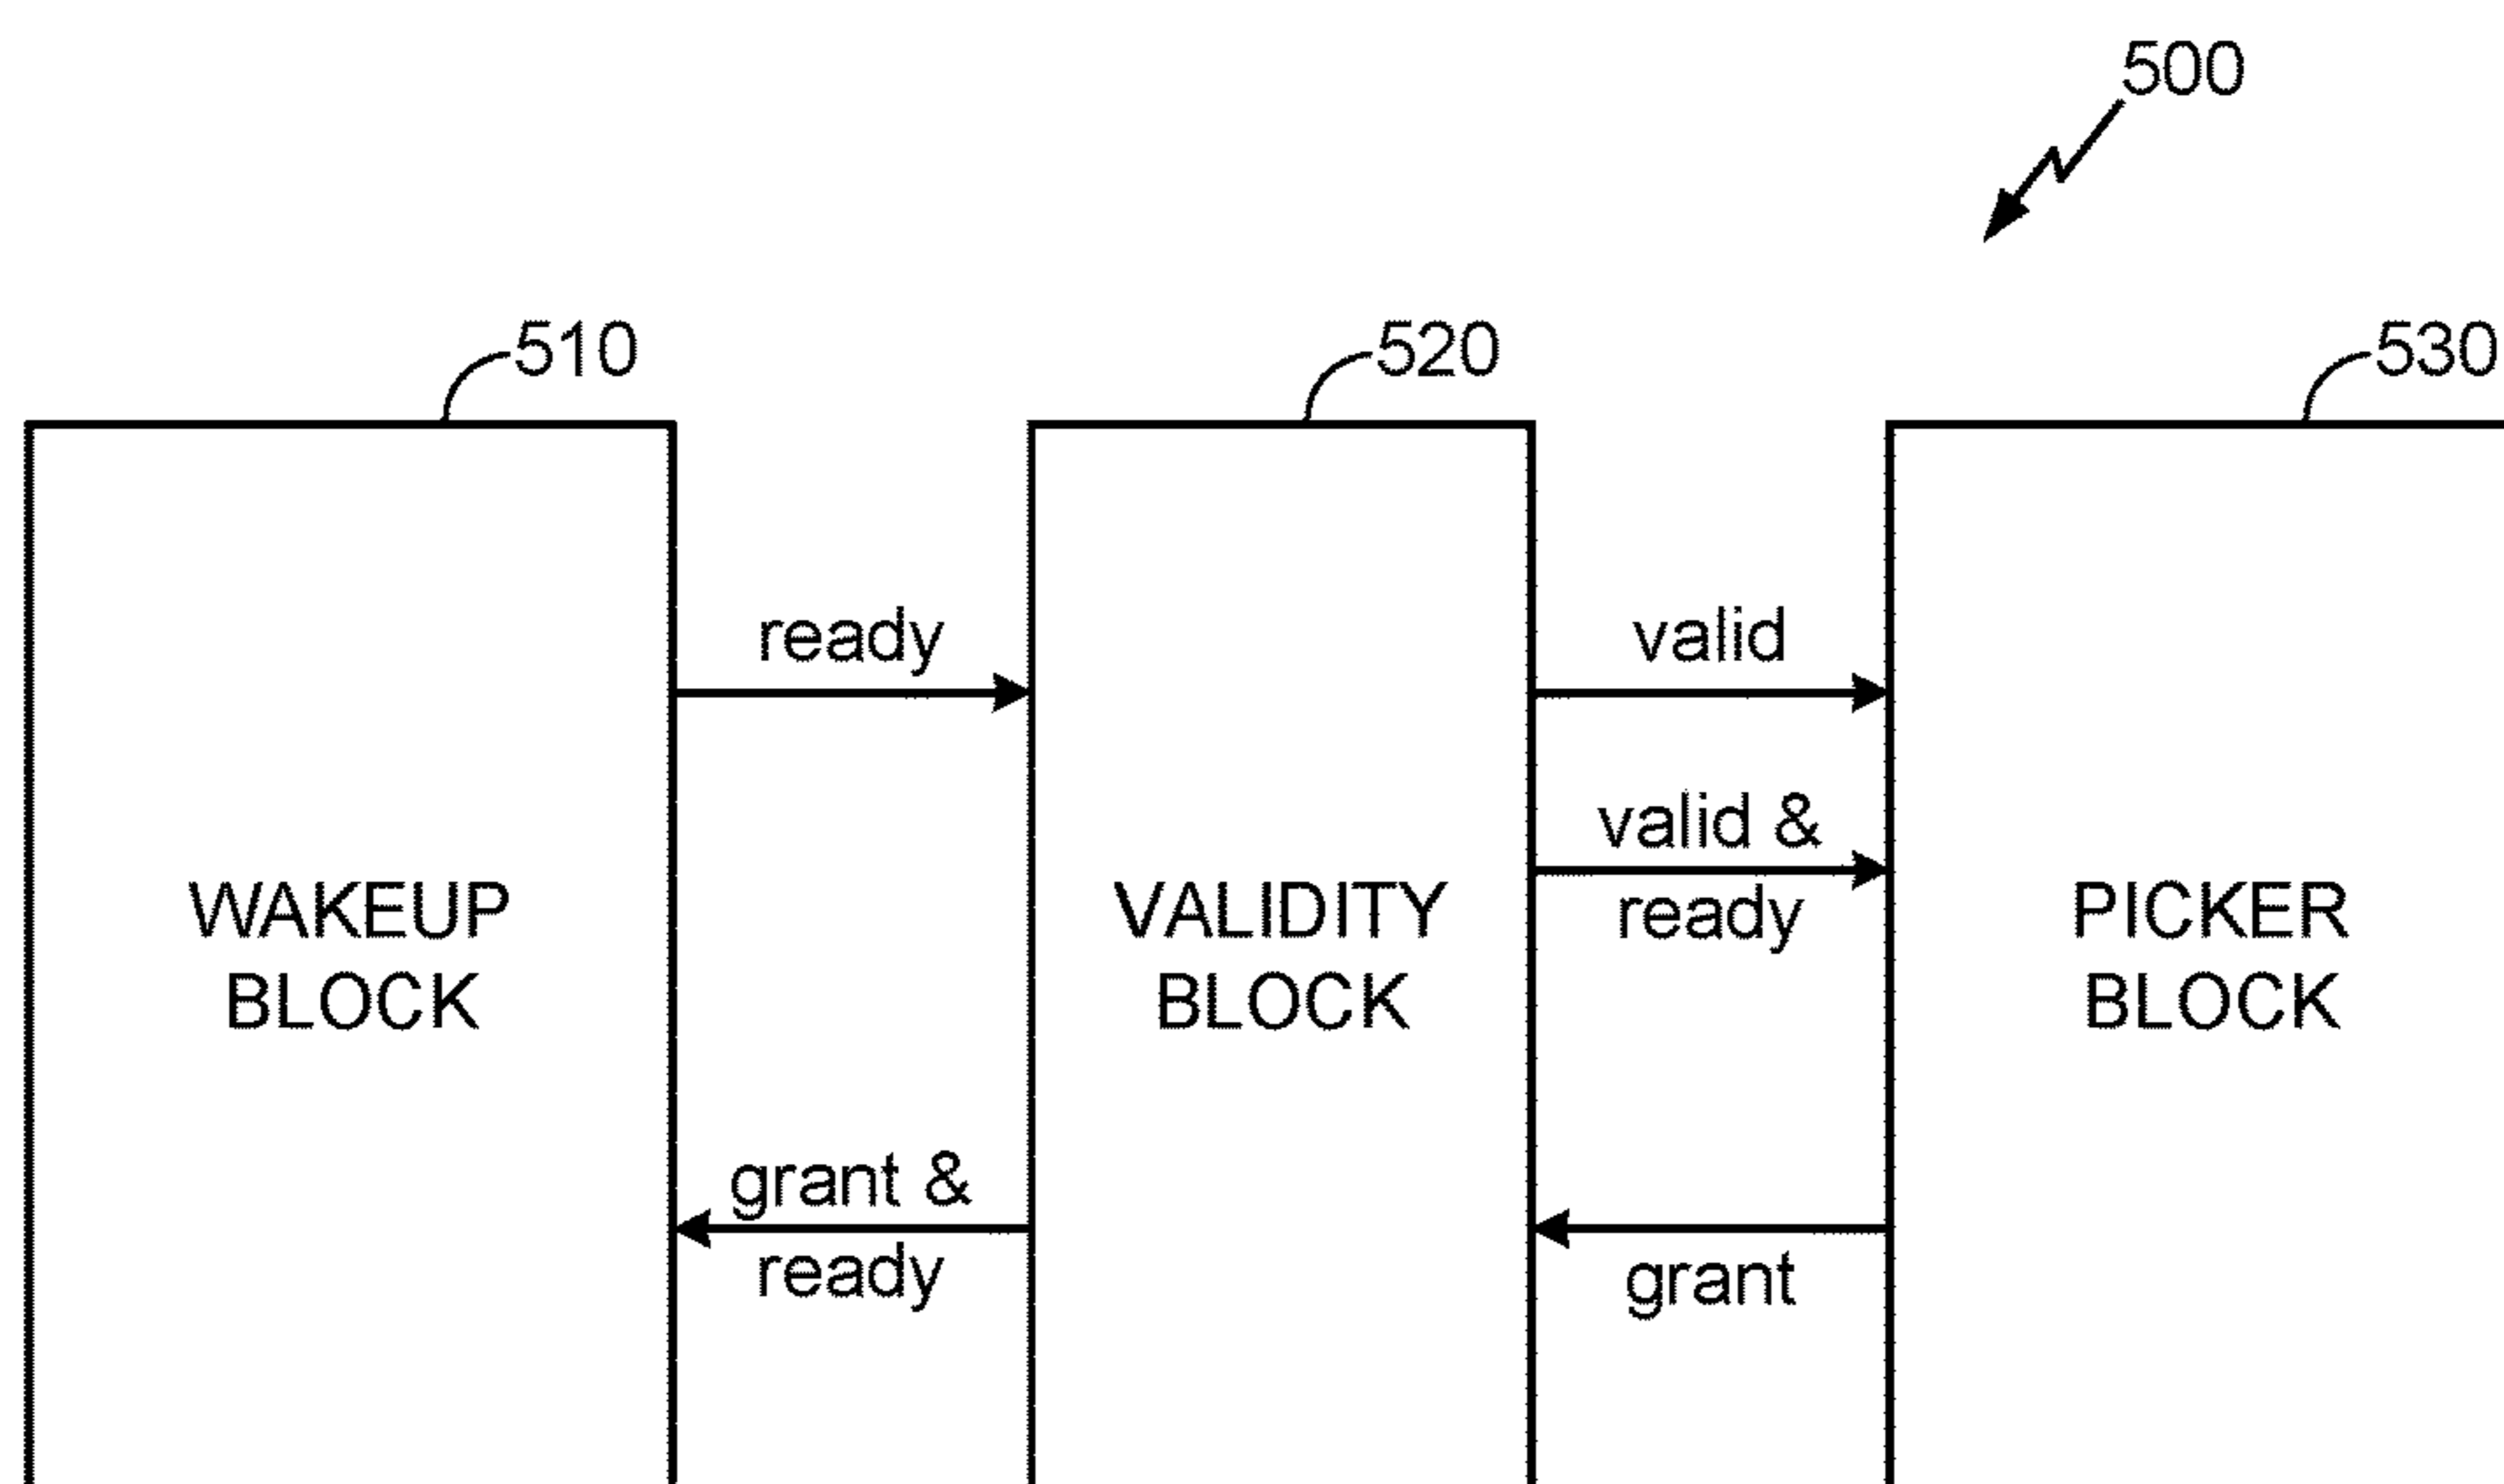 500
510
520
530
ready
valid
valid &
ready
WAKEUP
BLOCK
VALIDITY
BLOCK
PICKER
BLOCK
grant &
ready
grant